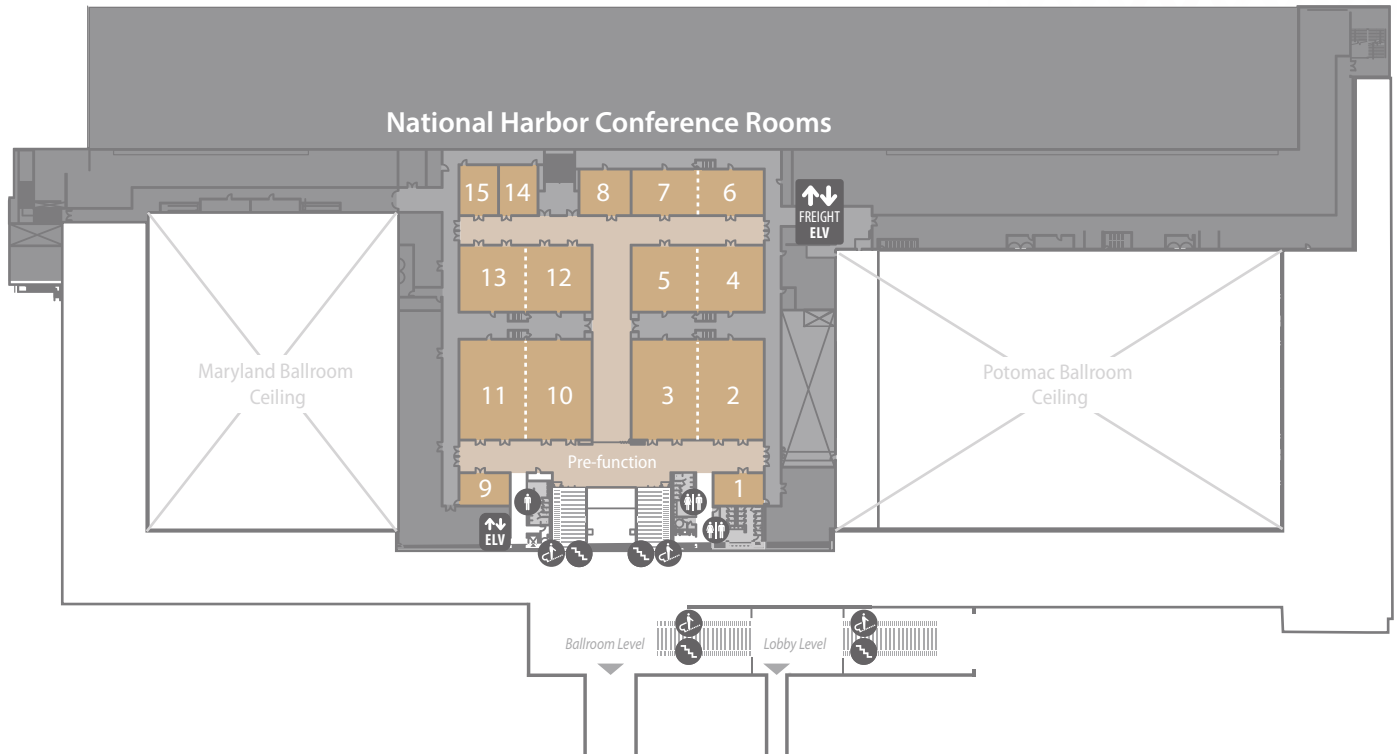 National Harbor Conference Rooms
15 14 8 7 6
FREIGHT
ELV
13 12 5 4
Maryland Ballroom
Ceiling
11 10 3 2
Potomac Ballroom
Ceiling
Pre-function
9 1
ELV
Ballroom Level
Lobby Level